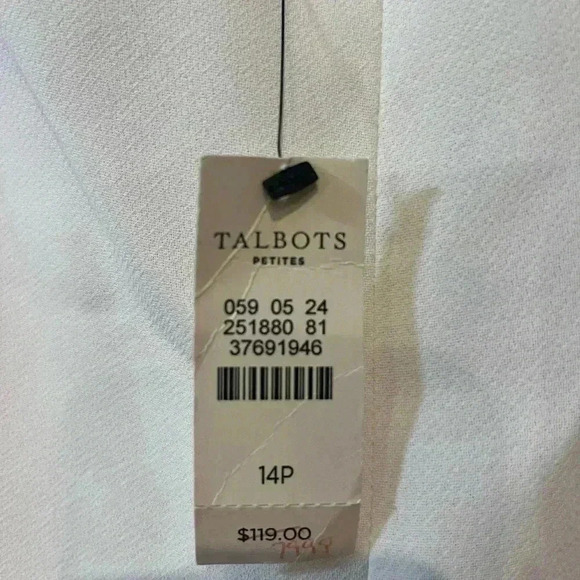 TALBOTS
PETITES
059 05 24
251880 81
37691946
14P
$119.00